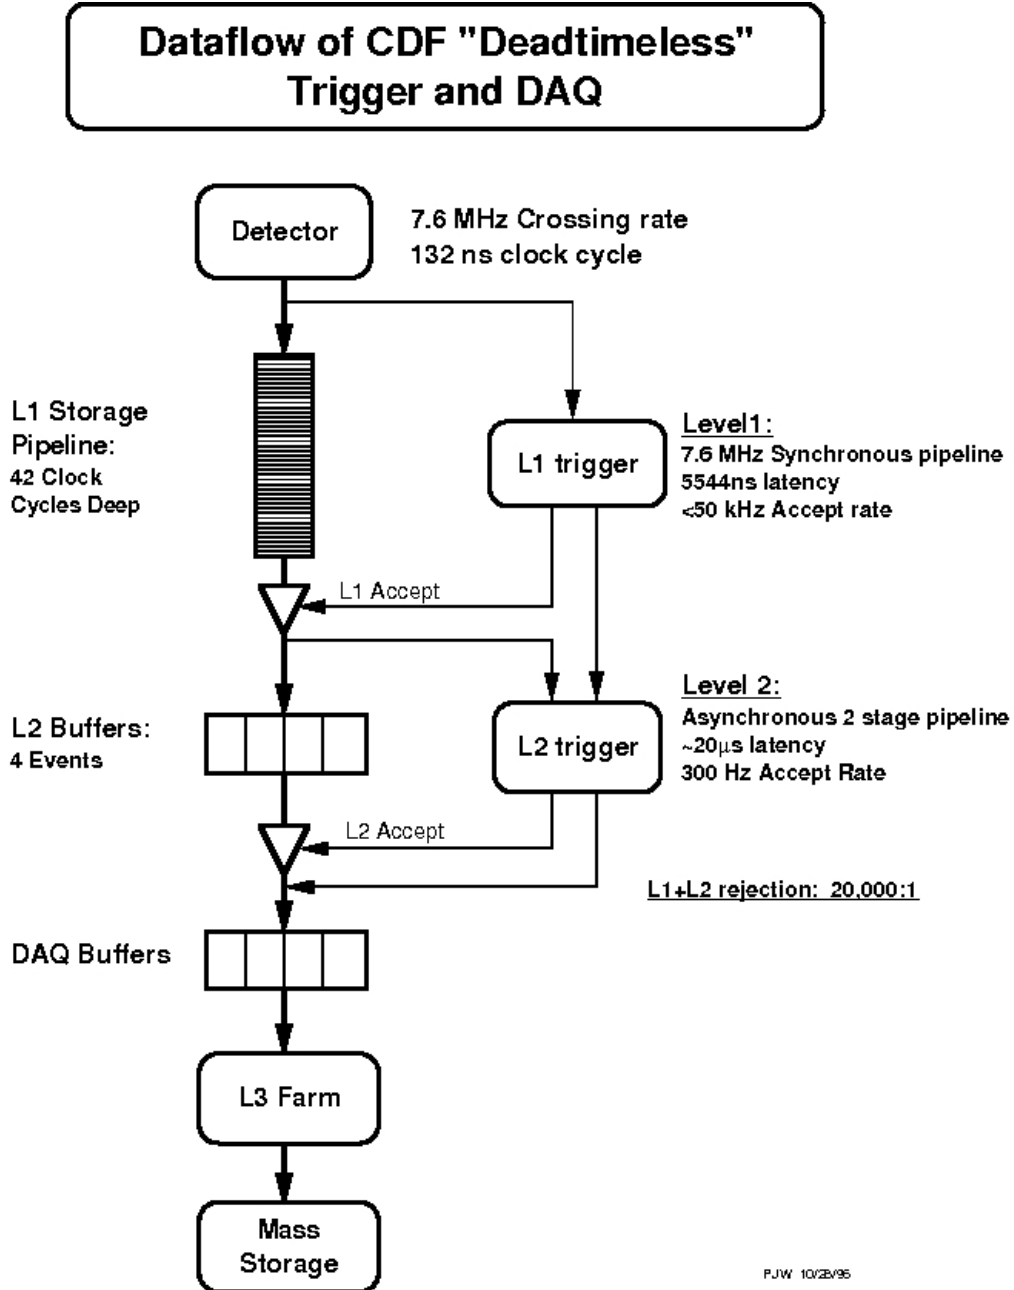 Dataflow of CDF "Deadtimeless"
Trigger and DAQ
Detector
7.6 MHz Crossing rate
132 ns clock cycle
L1 Storage
Pipeline:
42 Clock
Cycles Deep
L1 trigger
Level1:
7.6 MHz Synchronous pipeline
5544ns latency
<50 kHz Accept rate
L1 Accept
L2 Buffers:
4 Events
L2 trigger
Level 2:
Asynchronous 2 stage pipeline
~20µs latency
300 Hz Accept Rate
L2 Accept
L1+L2 rejection: 20,000:1
DAQ Buffers
L3 Farm
Mass
Storage
PJW